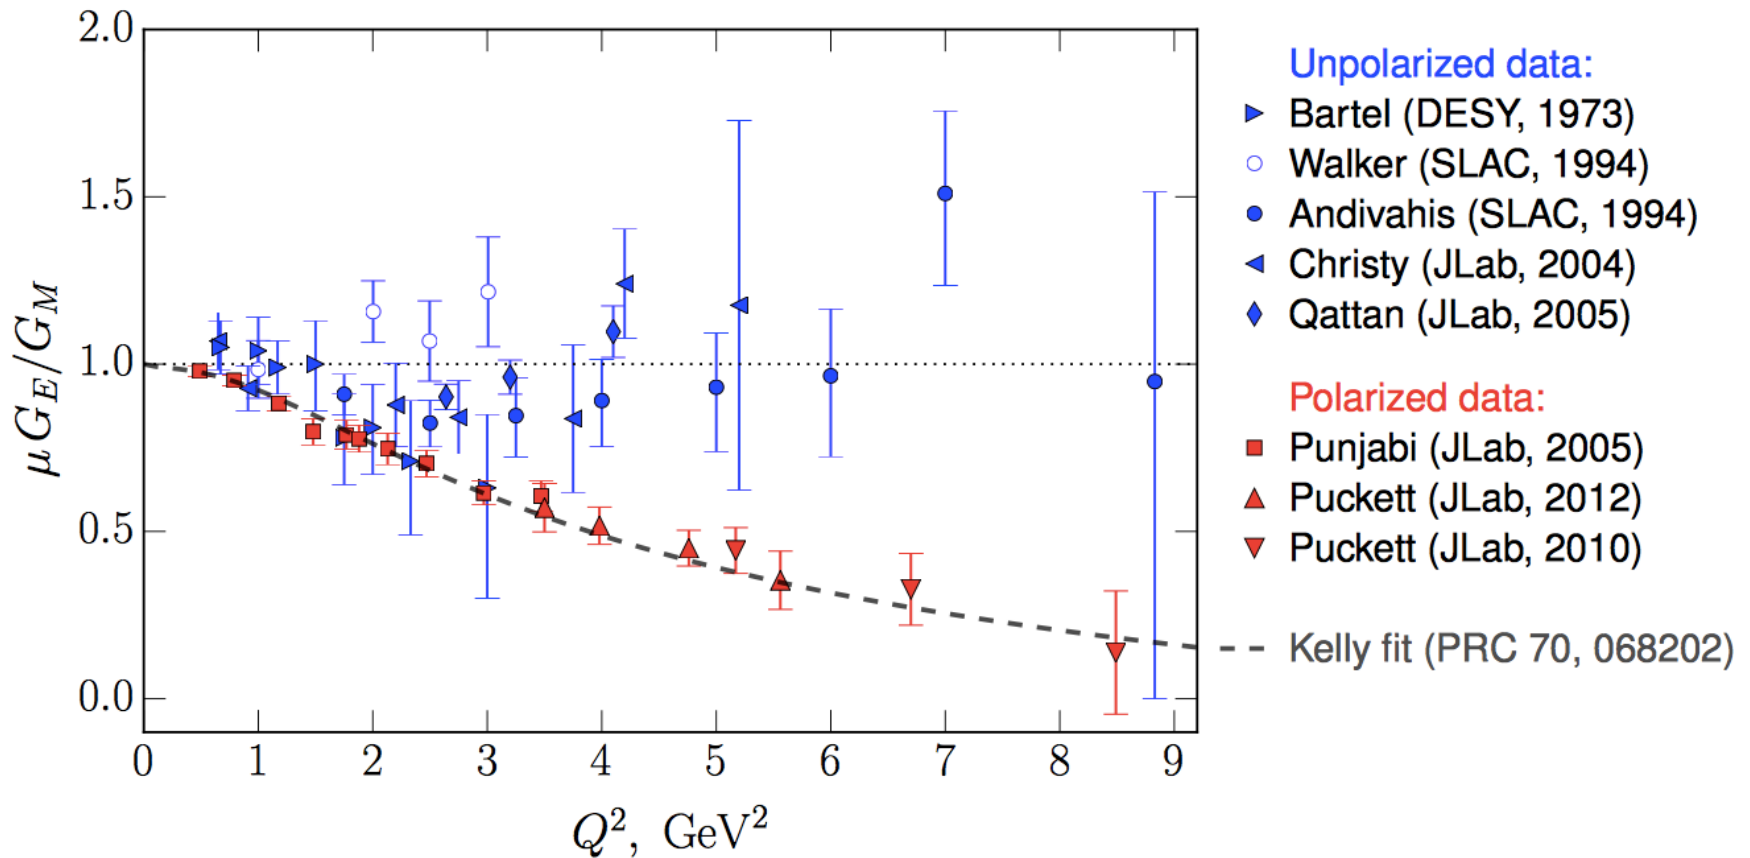 2.0
1.5
1.0
0.5
0.0
μG_E/G_M
0 1 2 3 4 5 6 7 8 9
Q², GeV²
Unpolarized data:
Bartel (DESY, 1973)
Walker (SLAC, 1994)
Andivahis (SLAC, 1994)
Christy (JLab, 2004)
Qattan (JLab, 2005)
Polarized data:
Punjabi (JLab, 2005)
Puckett (JLab, 2012)
Puckett (JLab, 2010)
Kelly fit (PRC 70, 068202)